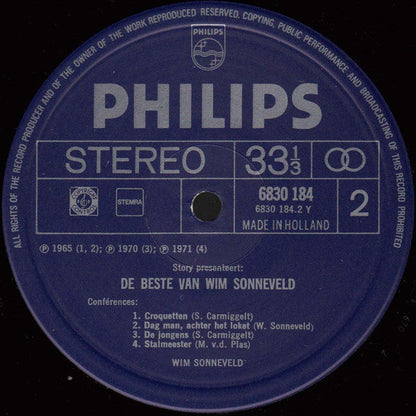 ALL RIGHTS OF THE RECORD PRODUCER AND OF THE OWNER OF THE WORK REPRODUCED RESERVED. COPYING, PUBLIC PERFORMANCE AND BROADCASTING OF THIS RECORD PROHIBITED
PHILIPS
PHILIPS
STEREO 33⅓
STEMRA 6830 184 2
6830 184.2 Y
MADE IN HOLLAND
Ⓟ 1965 (1, 2); Ⓟ 1970 (3); Ⓟ 1971 (4)
Story presenteert:
DE BESTE VAN WIM SONNEVELD
Conférences:
1. Croquetten (S. Carmiggelt)
2. Dag man, achter het loket (W. Sonneveld)
3. De jongens (S. Carmiggelt)
4. Stalmeester (M. v.d. Plas)
WIM SONNEVELD